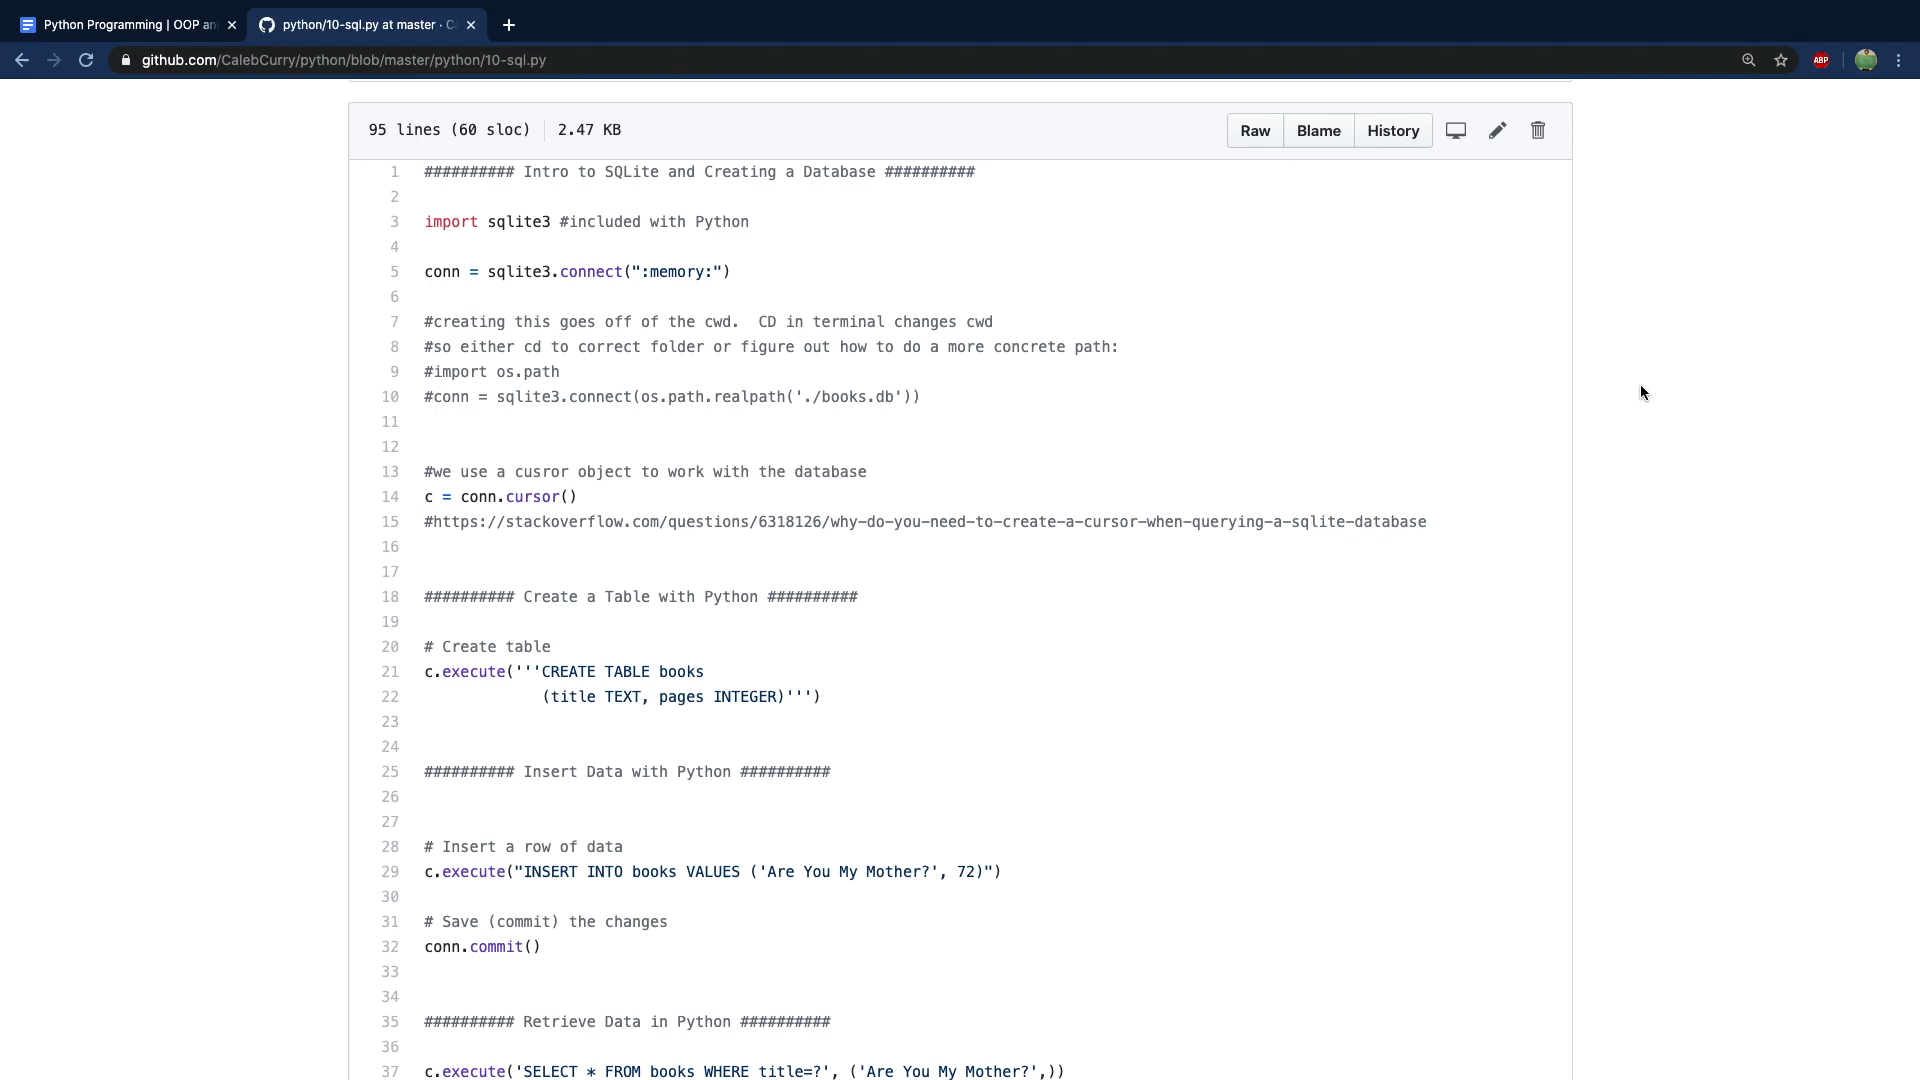 Python Programming | OOP an
python/10-sql.py at master · C
github.com/CalebCurry/python/blob/master/python/10-sql.py
ABP
95 lines (60 sloc) 2.47 KB
Raw Blame History
1 ########## Intro to SQLite and Creating a Database ##########
2
3 import sqlite3 #included with Python
4
5 conn = sqlite3.connect(":memory:")
6
7 #creating this goes off of the cwd.  CD in terminal changes cwd
8 #so either cd to correct folder or figure out how to do a more concrete path:
9 #import os.path
10 #conn = sqlite3.connect(os.path.realpath('./books.db'))
11
12
13 #we use a cusror object to work with the database
14 c = conn.cursor()
15 #https://stackoverflow.com/questions/6318126/why-do-you-need-to-create-a-cursor-when-querying-a-sqlite-database
16
17
18 ########## Create a Table with Python ##########
19
20 # Create table
21 c.execute('''CREATE TABLE books
22              (title TEXT, pages INTEGER)''')
23
24
25 ########## Insert Data with Python ##########
26
27
28 # Insert a row of data
29 c.execute("INSERT INTO books VALUES ('Are You My Mother?', 72)")
30
31 # Save (commit) the changes
32 conn.commit()
33
34
35 ########## Retrieve Data in Python ##########
36
37 c.execute('SELECT * FROM books WHERE title=?', ('Are You My Mother?',))